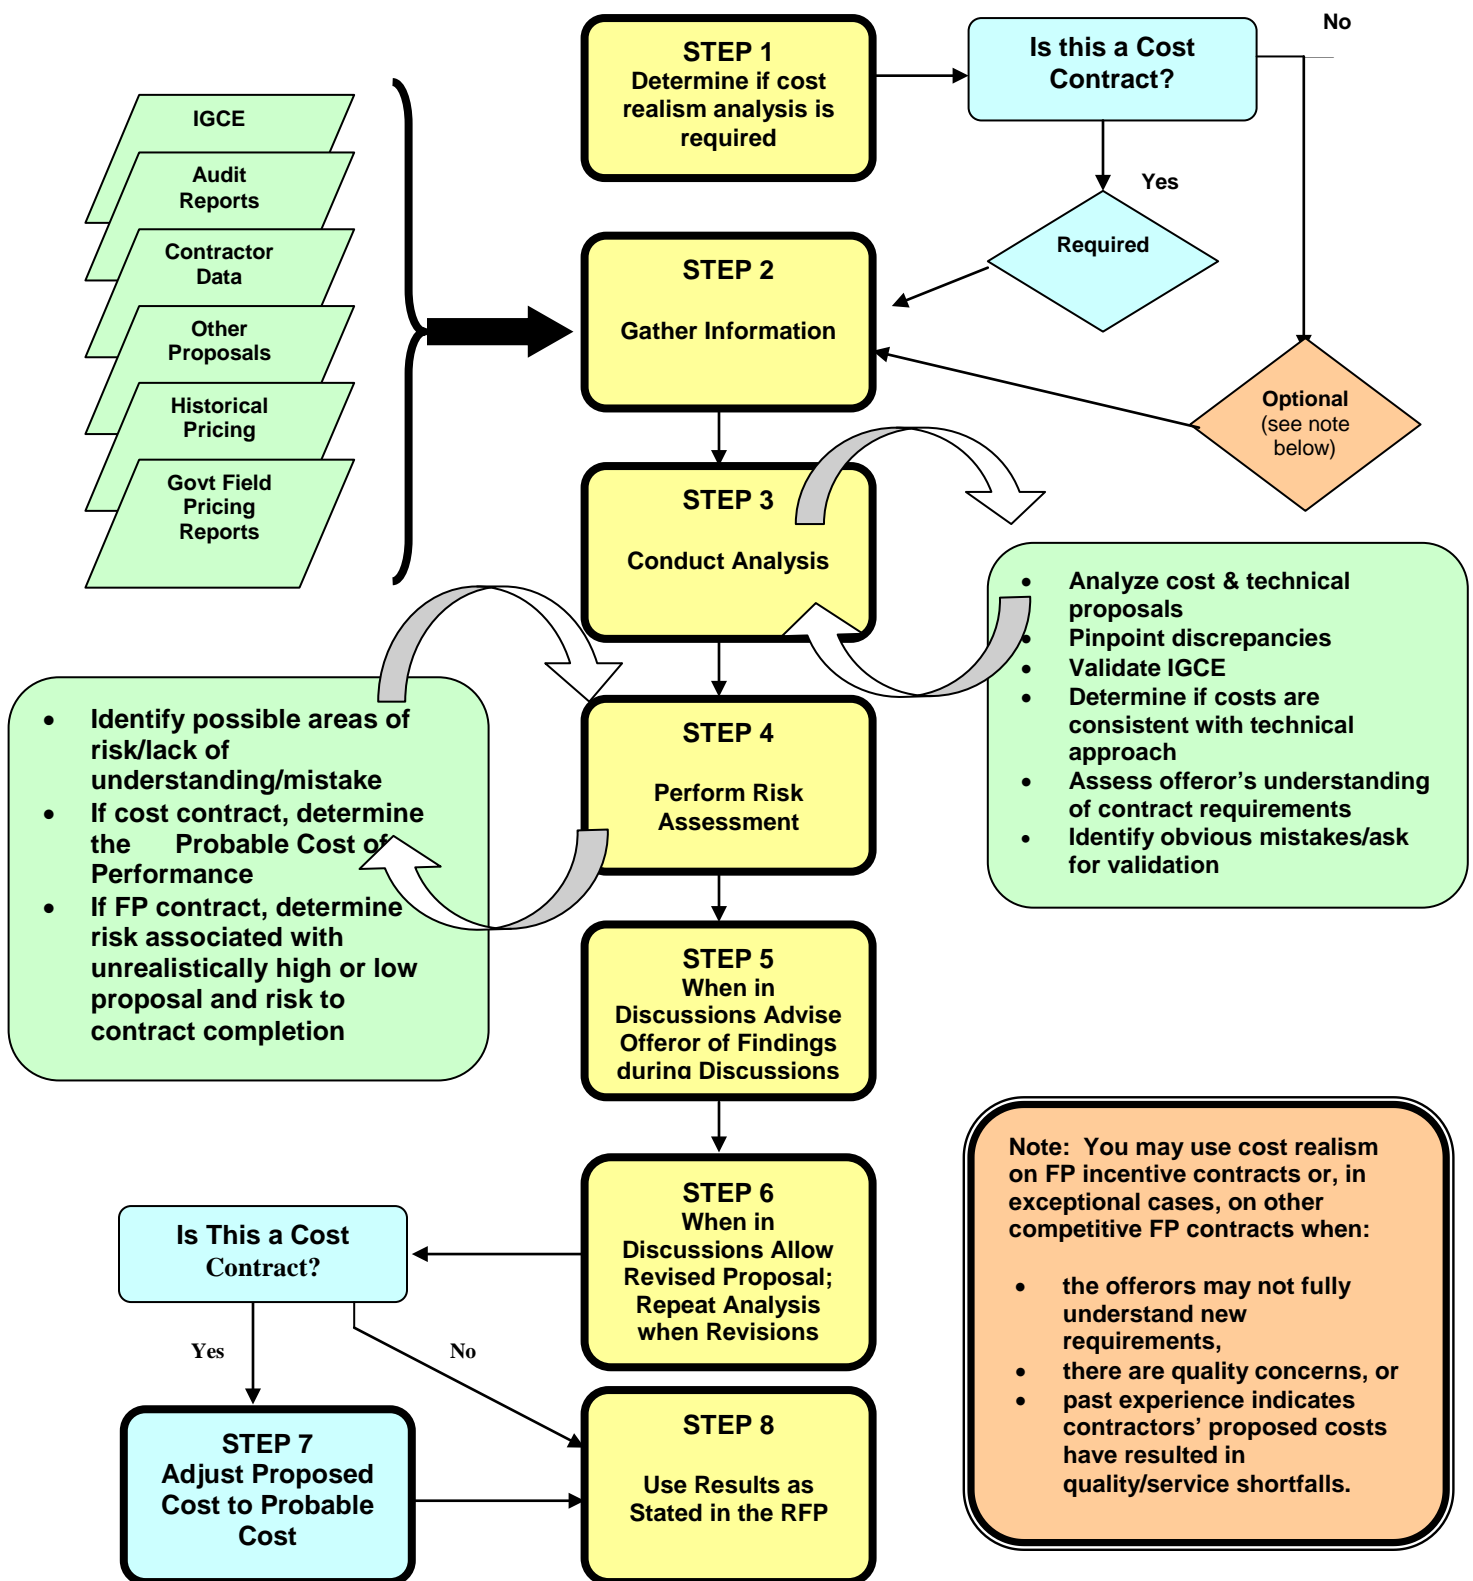 No
STEP 1
Determine if cost
realism analysis is
required
Is this a Cost
Contract?
Yes
Required
Optional
(see note
below)
IGCE
Audit
Reports
Contractor
Data
Other
Proposals
Historical
Pricing
Govt Field
Pricing
Reports
STEP 2
Gather Information
STEP 3
Conduct Analysis
• Analyze cost & technical
proposals
• Pinpoint discrepancies
• Validate IGCE
• Determine if costs are
consistent with technical
approach
• Assess offeror’s understanding
of contract requirements
• Identify obvious mistakes/ask
for validation
• Identify possible areas of
risk/lack of
understanding/mistake
• If cost contract, determine
the Probable Cost of
Performance
• If FP contract, determine
risk associated with
unrealistically high or low
proposal and risk to
contract completion
STEP 4
Perform Risk
Assessment
STEP 5
When in
Discussions Advise
Offeror of Findings
during Discussions
STEP 6
When in
Discussions Allow
Revised Proposal;
Repeat Analysis
when Revisions
Is This a Cost
Contract?
Yes
No
STEP 7
Adjust Proposed
Cost to Probable
Cost
STEP 8
Use Results as
Stated in the RFP
Note: You may use cost realism
on FP incentive contracts or, in
exceptional cases, on other
competitive FP contracts when:
• the offerors may not fully
understand new
requirements,
• there are quality concerns, or
• past experience indicates
contractors’ proposed costs
have resulted in
quality/service shortfalls.